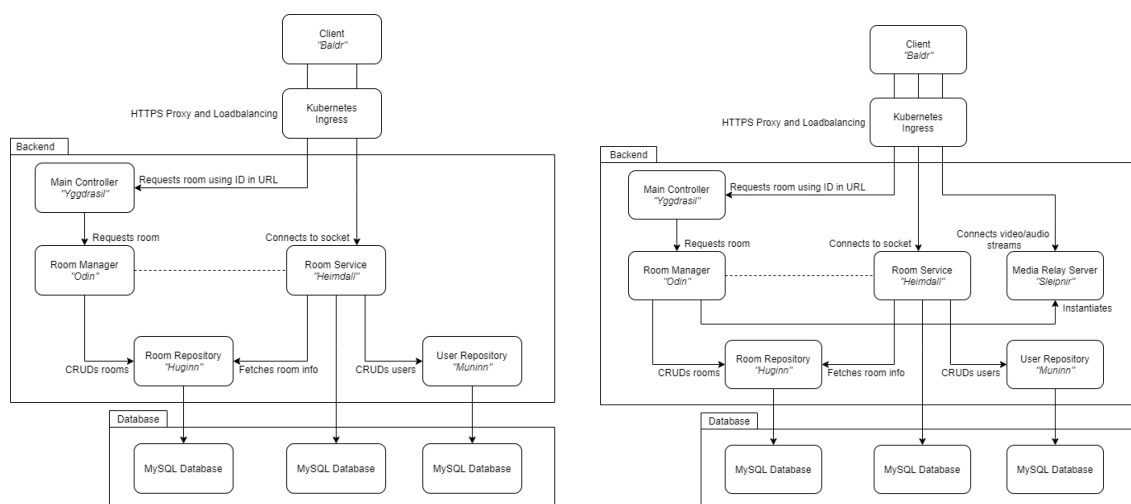 Client
"Baldr"
HTTPS Proxy and Loadbalancing
Kubernetes
Ingress
Backend
Main Controller
"Yggdrasil"
Requests room using ID in URL
Requests room
Connects to socket
Room Manager
"Odin"
Room Service
"Heimdall"
Room Repository
"Huginn"
User Repository
"Muninn"
CRUDs rooms
Fetches room info
CRUDs users
Database
MySQL Database
MySQL Database
MySQL Database
Client
"Baldr"
HTTPS Proxy and Loadbalancing
Kubernetes
Ingress
Backend
Main Controller
"Yggdrasil"
Requests room using ID in URL
Requests room
Connects to socket
Connects video/audio
streams
Room Manager
"Odin"
Room Service
"Heimdall"
Media Relay Server
"Sleipnir"
Instantiates
Room Repository
"Huginn"
User Repository
"Muninn"
CRUDs rooms
Fetches room info
CRUDs users
Database
MySQL Database
MySQL Database
MySQL Database